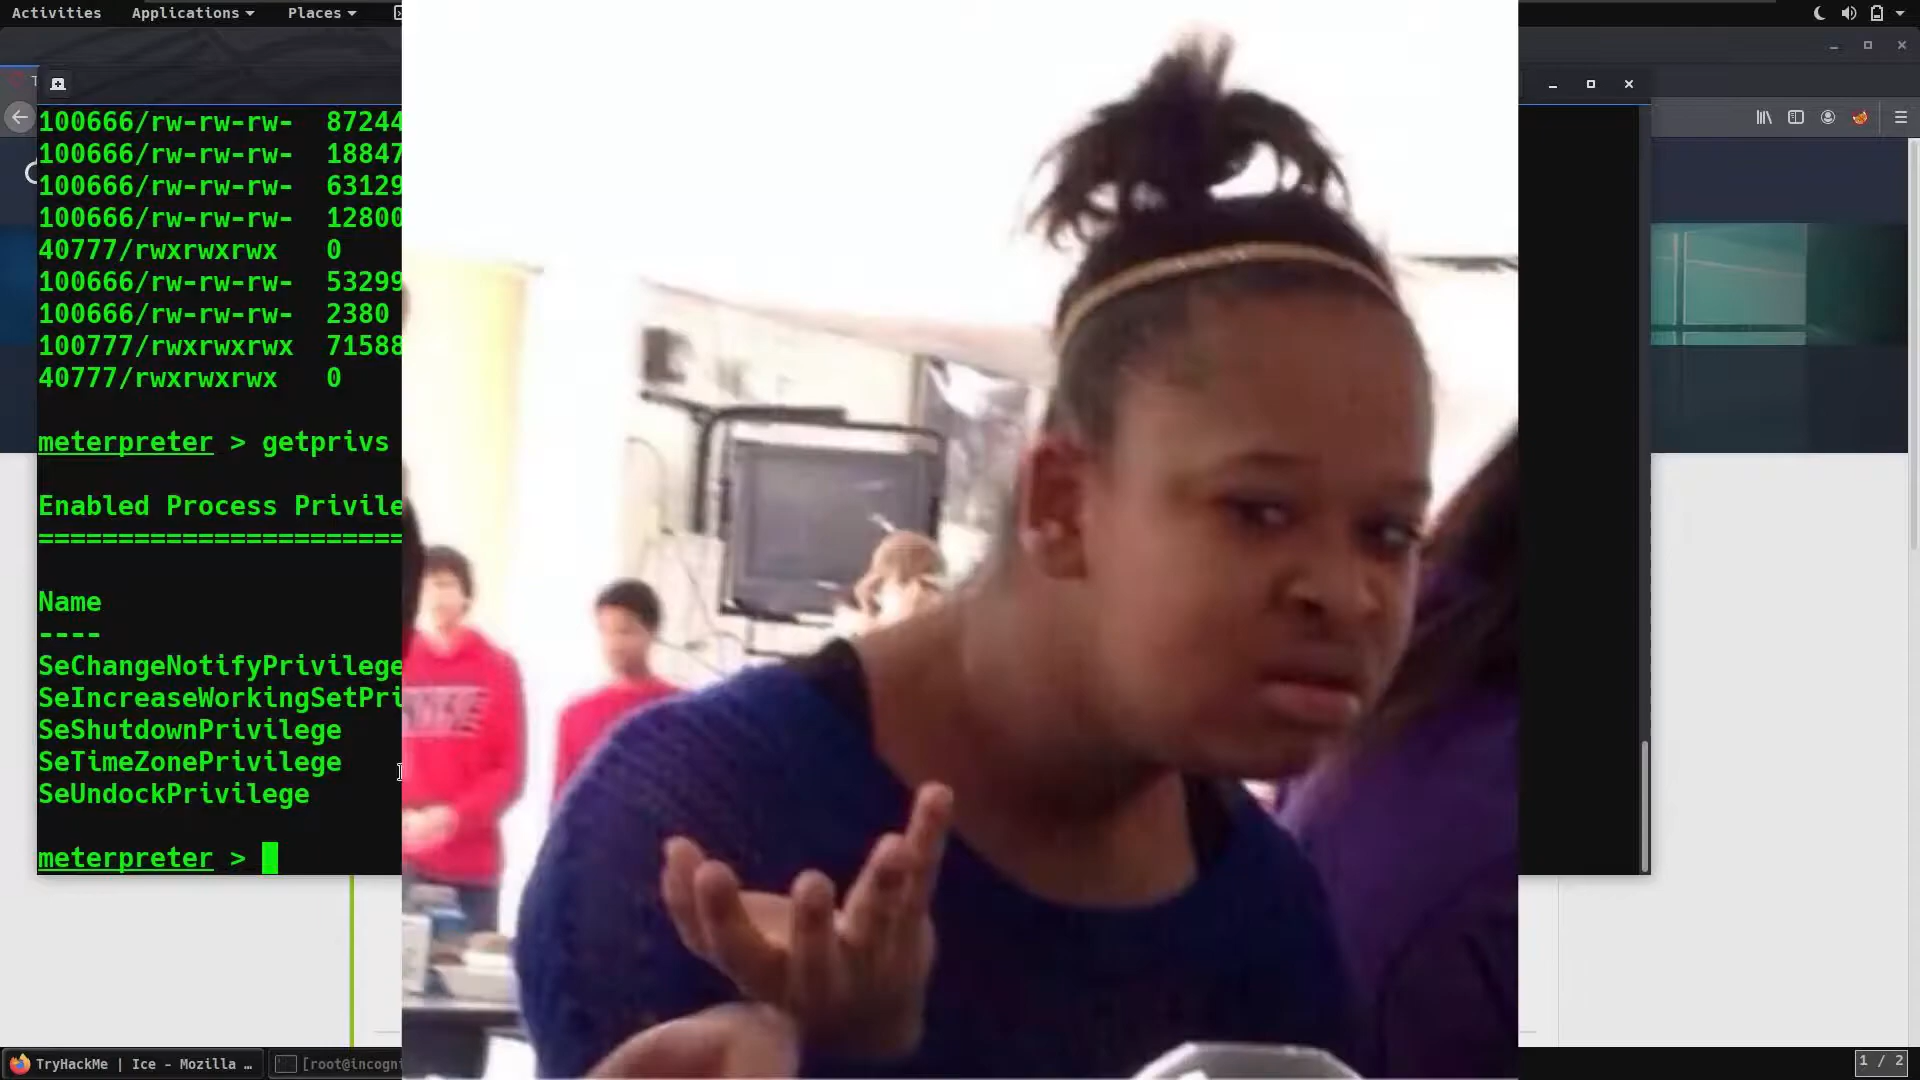 Activities Applications Places
100666/rw-rw-rw- 87244
100666/rw-rw-rw- 18847
100666/rw-rw-rw- 63129
100666/rw-rw-rw- 12800
40777/rwxrwxrwx 0
100666/rw-rw-rw- 53299
100666/rw-rw-rw- 2380
100777/rwxrwxrwx 71588
40777/rwxrwxrwx 0
meterpreter > getprivs
Enabled Process Privile
=======================
Name
----
SeChangeNotifyPrivilege
SeIncreaseWorkingSetPri
SeShutdownPrivilege
SeTimeZonePrivilege
SeUndockPrivilege
meterpreter >
TryHackMe | Ice - Mozilla … [root@incogni
1 / 2